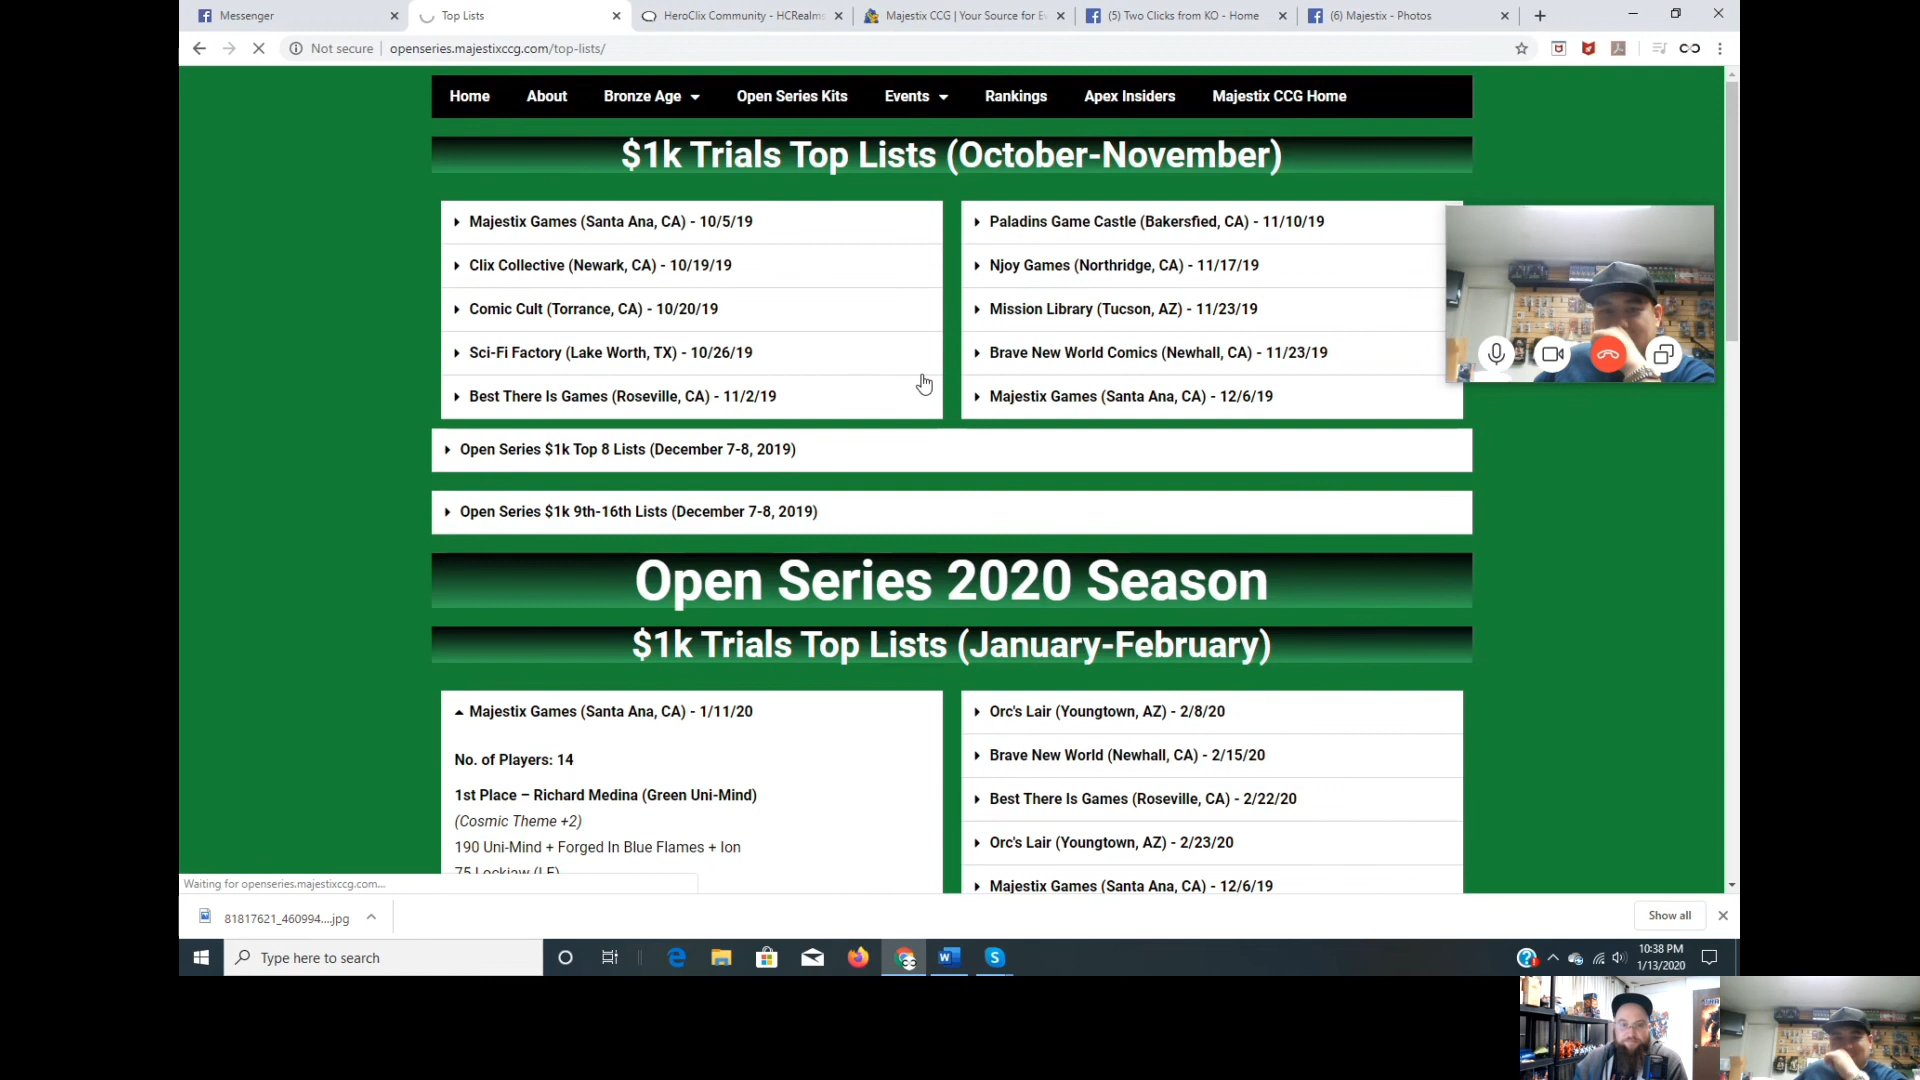 Messenger
Top Lists
HeroClix Community - HCRealms
Majestix CCG | Your Source for E
(5) Two Clicks from KO - Home
(6) Majestix - Photos
Not secure
openseries.majestixccg.com/top-lists/
Home
About
Bronze Age
Open Series Kits
Events
Rankings
Apex Insiders
Majestix CCG Home
$1k Trials Top Lists (October-November)
Majestix Games (Santa Ana, CA) - 10/5/19
Clix Collective (Newark, CA) - 10/19/19
Comic Cult (Torrance, CA) - 10/20/19
Sci-Fi Factory (Lake Worth, TX) - 10/26/19
Best There Is Games (Roseville, CA) - 11/2/19
Paladins Game Castle (Bakersfied, CA) - 11/10/19
Njoy Games (Northridge, CA) - 11/17/19
Mission Library (Tucson, AZ) - 11/23/19
Brave New World Comics (Newhall, CA) - 11/23/19
Majestix Games (Santa Ana, CA) - 12/6/19
Open Series $1k Top 8 Lists (December 7-8, 2019)
Open Series $1k 9th-16th Lists (December 7-8, 2019)
Open Series 2020 Season
$1k Trials Top Lists (January-February)
Majestix Games (Santa Ana, CA) - 1/11/20
No. of Players: 14
1st Place – Richard Medina (Green Uni-Mind)
(Cosmic Theme +2)
190 Uni-Mind + Forged In Blue Flames + Ion
75 Lockjaw (LE)
Orc's Lair (Youngtown, AZ) - 2/8/20
Brave New World (Newhall, CA) - 2/15/20
Best There Is Games (Roseville, CA) - 2/22/20
Orc's Lair (Youngtown, AZ) - 2/23/20
Majestix Games (Santa Ana, CA) - 12/6/19
Waiting for openseries.majestixccg.com...
81817621_460994....jpg
Show all
Type here to search
10:38 PM
1/13/2020